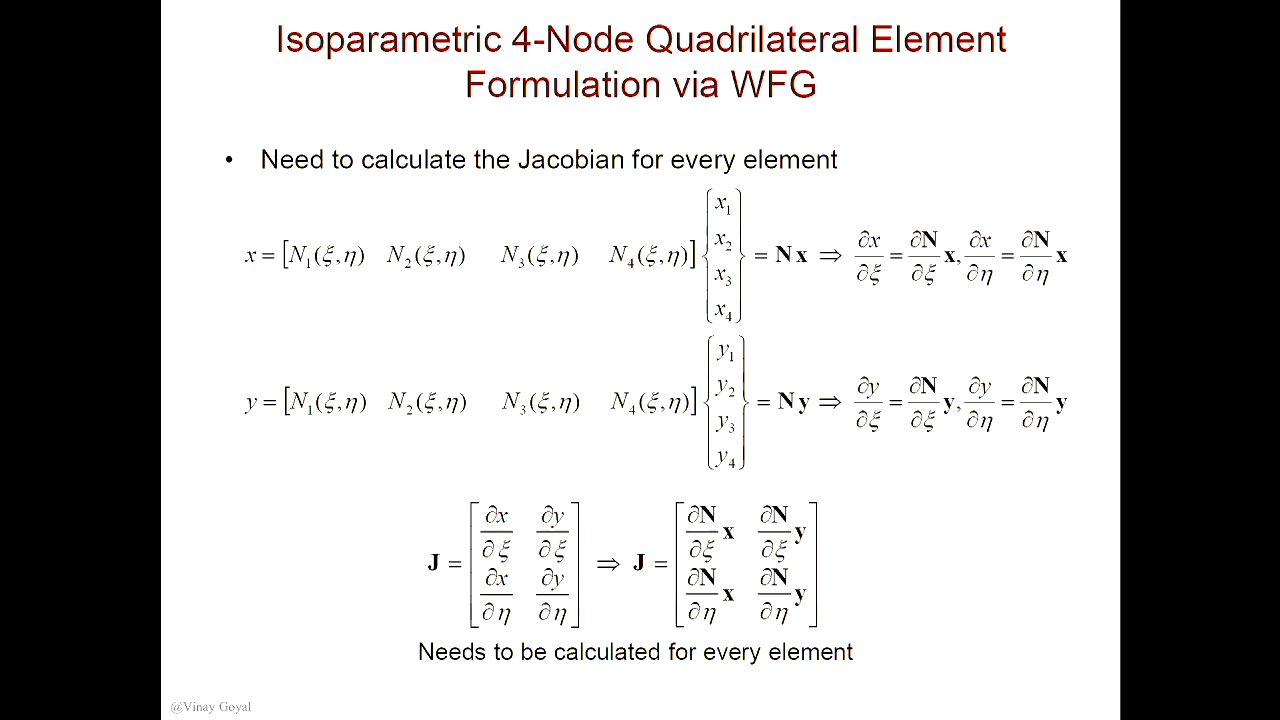 Isoparametric 4-Node Quadrilateral Element
Formulation via WFG
• Need to calculate the Jacobian for every element
x = [N₁(ξ,η) N₂(ξ,η) N₃(ξ,η) N₄(ξ,η)] {x₁ x₂ x₃ x₄} = N x ⇒ ∂x/∂ξ = ∂N/∂ξ x, ∂x/∂η = ∂N/∂η x
y = [N₁(ξ,η) N₂(ξ,η) N₃(ξ,η) N₄(ξ,η)] {y₁ y₂ y₃ y₄} = N y ⇒ ∂y/∂ξ = ∂N/∂ξ y, ∂y/∂η = ∂N/∂η y
J = [∂x/∂ξ ∂y/∂ξ ∂x/∂η ∂y/∂η] ⇒ J = [∂N/∂ξ x ∂N/∂ξ y ∂N/∂η x ∂N/∂η y]
Needs to be calculated for every element
@Vinay Goyal